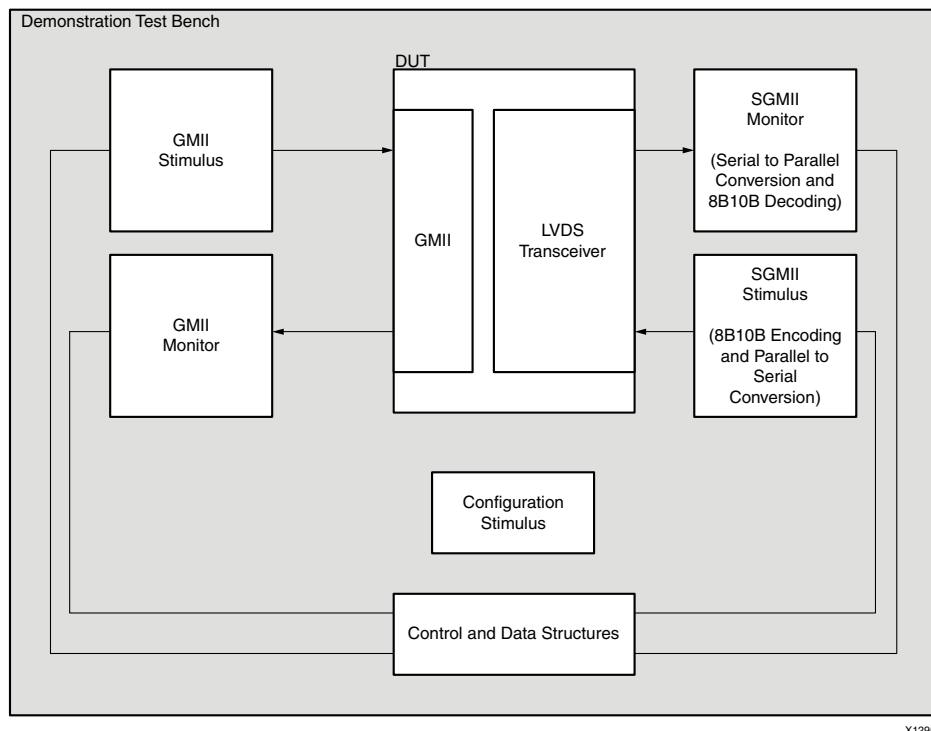 Demonstration Test Bench
DUT
GMII
Stimulus
GMII
Monitor
GMII
LVDS
Transceiver
SGMII
Monitor
(Serial to Parallel
Conversion and
8B10B Decoding)
SGMII
Stimulus
(8B10B Encoding
and Parallel to
Serial
Conversion)
Configuration
Stimulus
Control and Data Structures